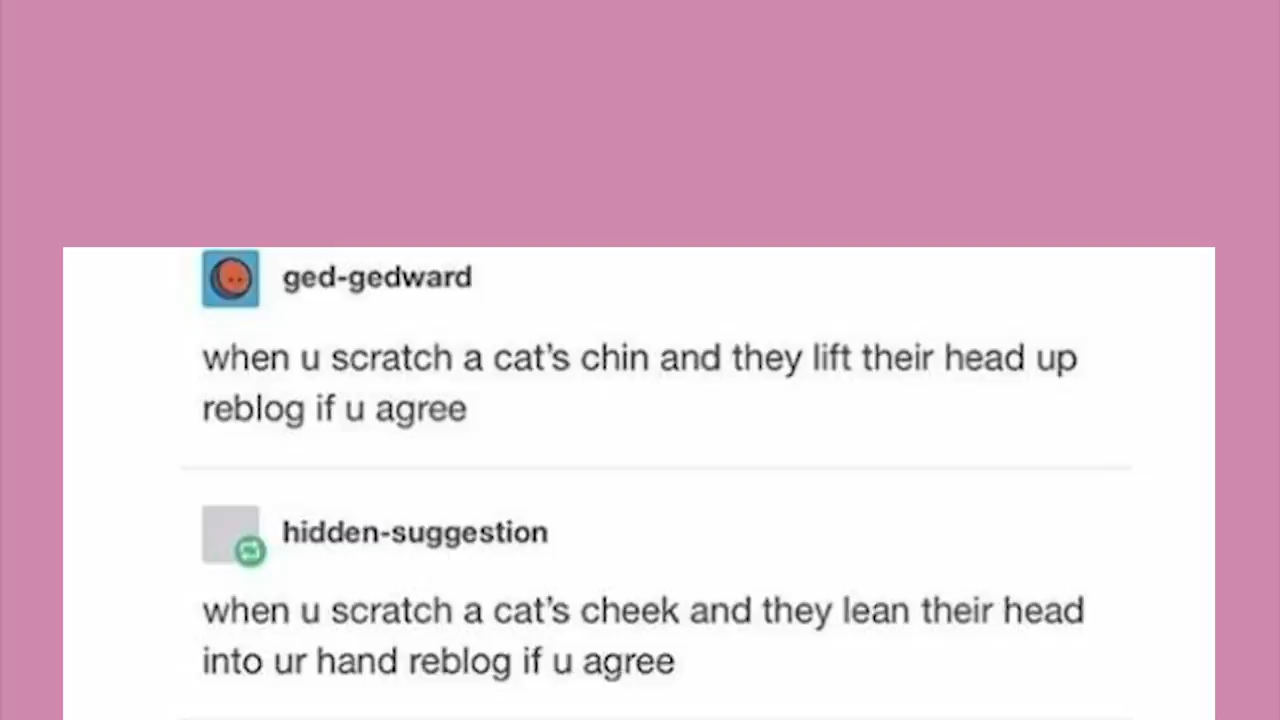 ged-gedward
when u scratch a cat’s chin and they lift their head up
reblog if u agree
hidden-suggestion
when u scratch a cat’s cheek and they lean their head
into ur hand reblog if u agree